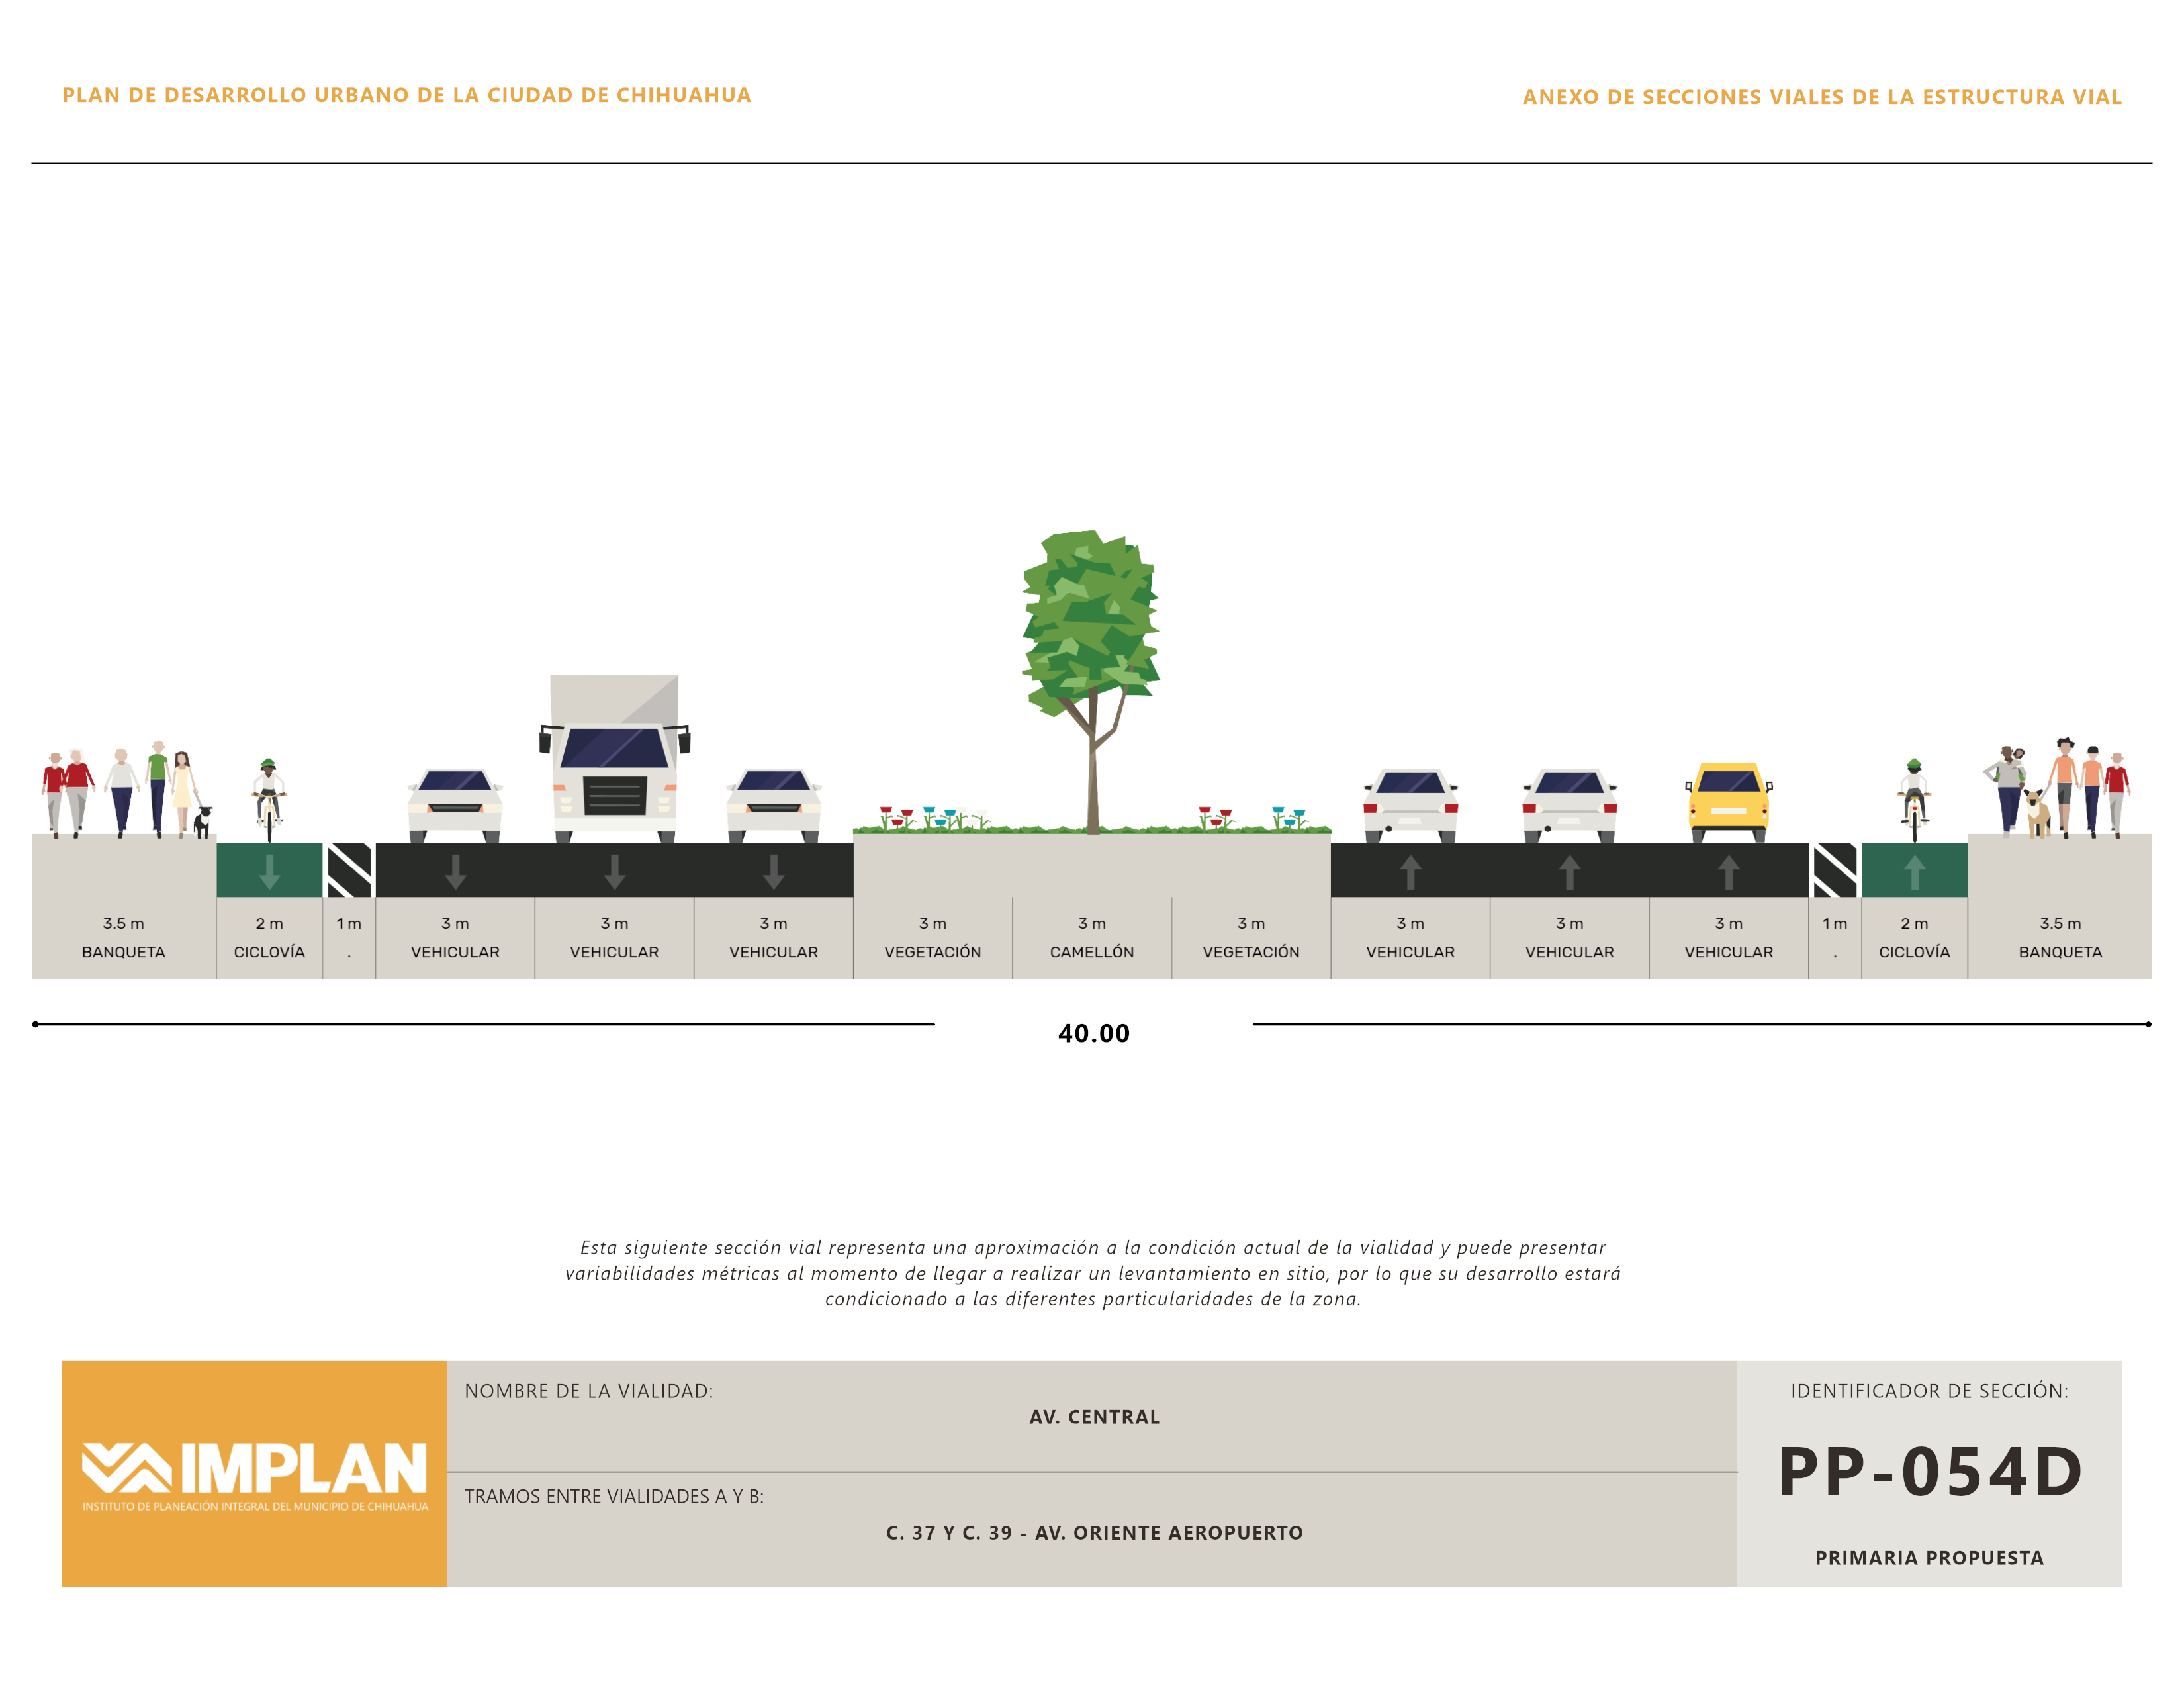 PLAN DE DESARROLLO URBANO DE LA CIUDAD DE CHIHUAHUA
ANEXO DE SECCIONES VIALES DE LA ESTRUCTURA VIAL
3.5 m 2 m 1 m 3 m 3 m 3 m 3 m 3 m 3 m 3 m 3 m 3 m 1 m 2 m 3.5 m
BANQUETA CICLOVÍA . VEHICULAR VEHICULAR VEHICULAR VEGETACIÓN CAMELLÓN VEGETACIÓN VEHICULAR VEHICULAR VEHICULAR . CICLOVÍA BANQUETA
40.00
Esta siguiente sección vial representa una aproximación a la condición actual de la vialidad y puede presentar
variabilidades métricas al momento de llegar a realizar un levantamiento en sitio, por lo que su desarrollo estará
condicionado a las diferentes particularidades de la zona.
IMPLAN
INSTITUTO DE PLANEACIÓN INTEGRAL DEL MUNICIPIO DE CHIHUAHUA
NOMBRE DE LA VIALIDAD:
AV. CENTRAL
TRAMOS ENTRE VIALIDADES A Y B:
C. 37 Y C. 39 - AV. ORIENTE AEROPUERTO
IDENTIFICADOR DE SECCIÓN:
PP-054D
PRIMARIA PROPUESTA